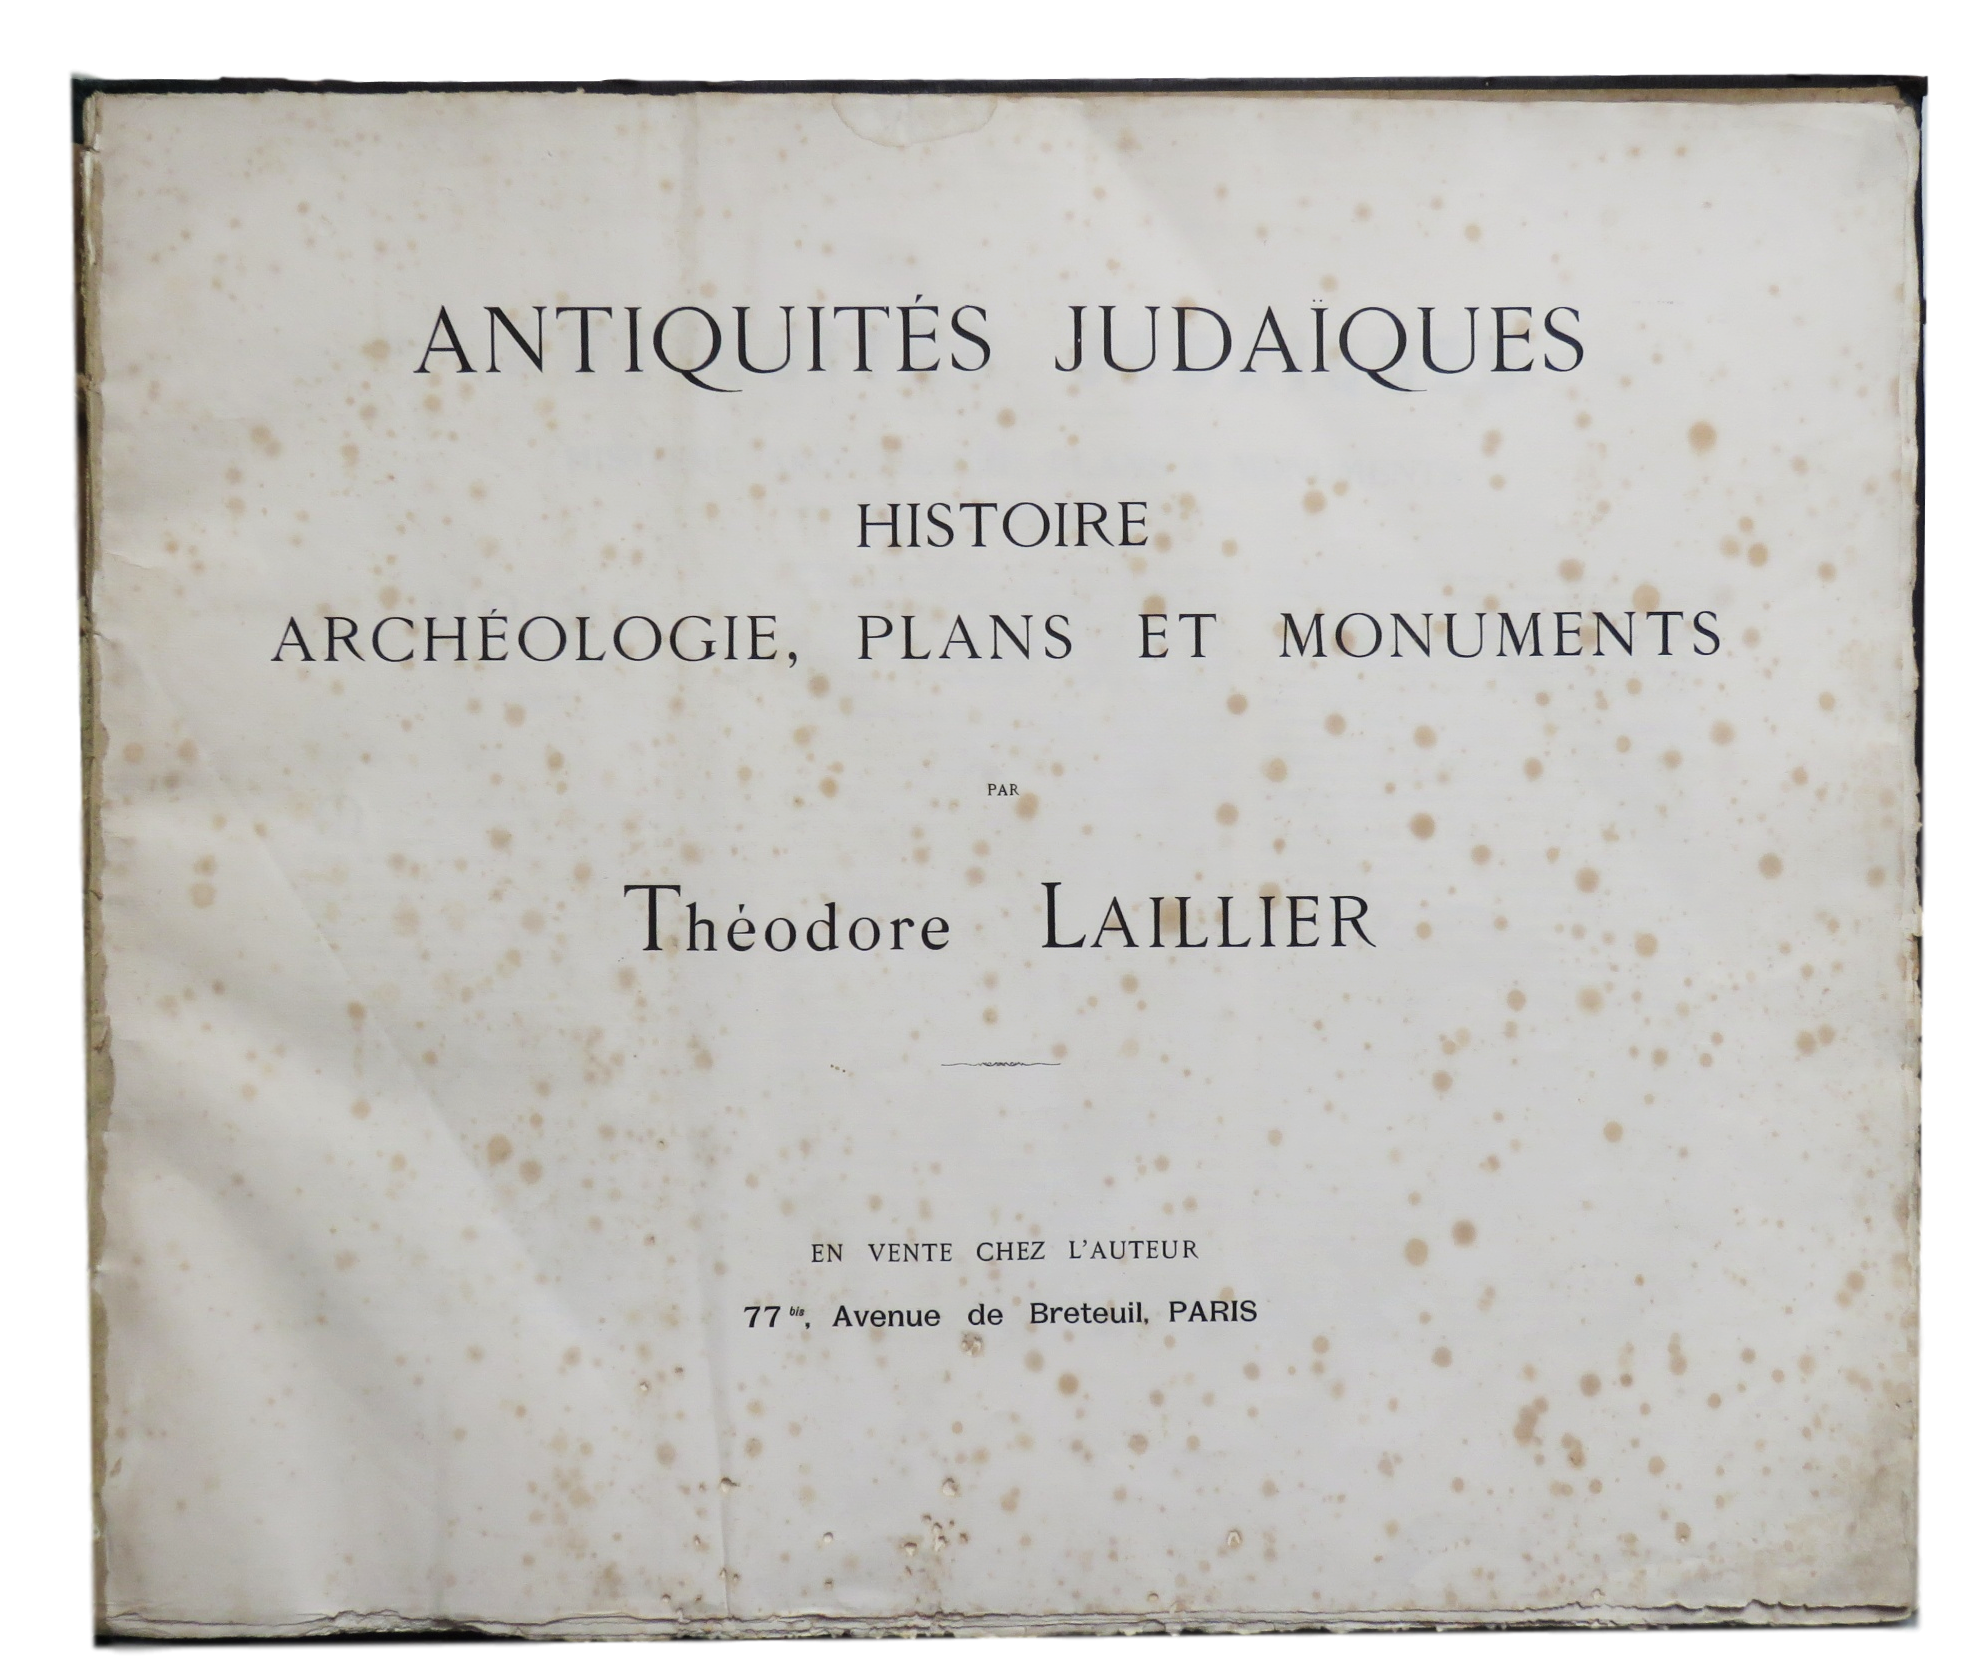 ANTIQUITÉS JUDAÏQUES
HISTOIRE
ARCHÉOLOGIE, PLANS ET MONUMENTS
PAR
Théodore LAILLIER
EN VENTE CHEZ L'AUTEUR
77 bis, Avenue de Breteuil, PARIS